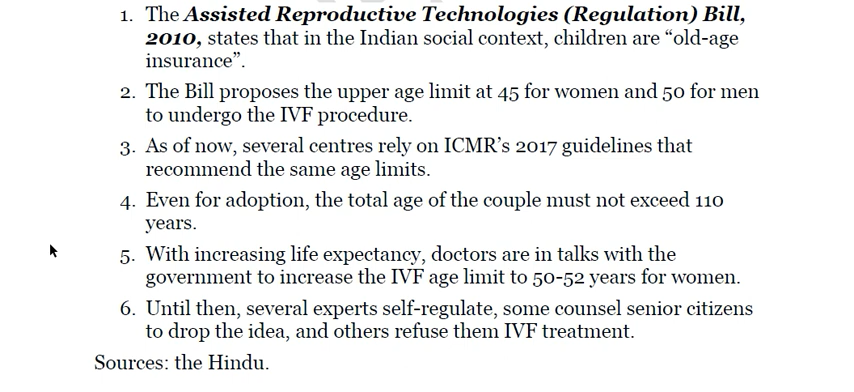 1. The Assisted Reproductive Technologies (Regulation) Bill,
2010, states that in the Indian social context, children are “old-age
insurance”.
2. The Bill proposes the upper age limit at 45 for women and 50 for men
to undergo the IVF procedure.
3. As of now, several centres rely on ICMR’s 2017 guidelines that
recommend the same age limits.
4. Even for adoption, the total age of the couple must not exceed 110
years.
5. With increasing life expectancy, doctors are in talks with the
government to increase the IVF age limit to 50-52 years for women.
6. Until then, several experts self-regulate, some counsel senior citizens
to drop the idea, and others refuse them IVF treatment.
Sources: the Hindu.